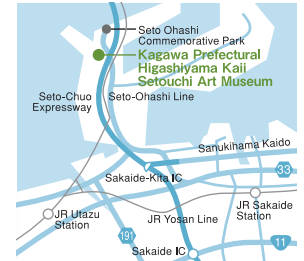 Seto Ohashi
Commemorative Park
Kagawa Prefectural
Higashiyama Kaii
Setouchi Art Museum
Seto-Chuo
Expressway
Seto-Ohashi Line
Sanukihama Kaido
Sakaide-Kita IC
33
JR Utazu
Station
JR Yosan Line
JR Sakaide
Station
191
Sakaide IC
11